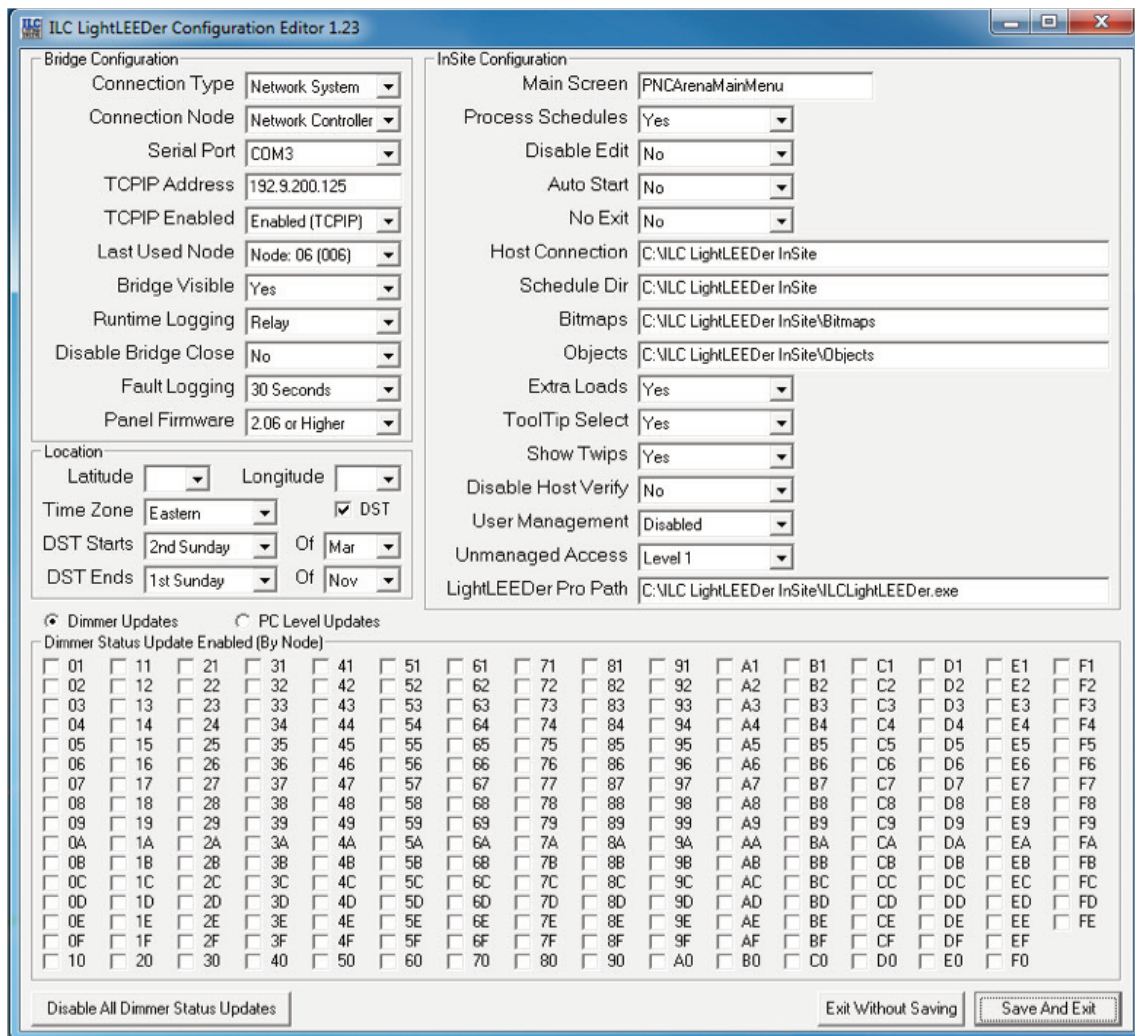 ILC LightLEEDer Configuration Editor 1.23
Bridge Configuration
Connection Type Network System
Connection Node Network Controller
Serial Port COM3
TCPIP Address 192.9.200.125
TCPIP Enabled Enabled (TCPIP)
Last Used Node Node: 06 (006)
Bridge Visible Yes
Runtime Logging Relay
Disable Bridge Close No
Fault Logging 30 Seconds
Panel Firmware 2.06 or Higher
Location
Latitude Longitude
Time Zone Eastern DST
DST Starts 2nd Sunday Of Mar
DST Ends 1st Sunday Of Nov
InSite Configuration
Main Screen PNCArenaMainMenu
Process Schedules Yes
Disable Edit No
Auto Start No
No Exit No
Host Connection C:\ILC LightLEEDer InSite
Schedule Dir C:\ILC LightLEEDer InSite
Bitmaps C:\ILC LightLEEDer InSite\Bitmaps
Objects C:\ILC LightLEEDer InSite\Objects
Extra Loads Yes
ToolTip Select Yes
Show Twips Yes
Disable Host Verify No
User Management Disabled
Unmanaged Access Level 1
LightLEEDer Pro Path C:\ILC LightLEEDer InSite\ILCLightLEEDer.exe
Dimmer Updates PC Level Updates
Dimmer Status Update Enabled (By Node)
01 11 21 31 41 51 61 71 81 91 A1 B1 C1 D1 E1 F1
02 12 22 32 42 52 62 72 82 92 A2 B2 C2 D2 E2 F2
03 13 23 33 43 53 63 73 83 93 A3 B3 C3 D3 E3 F3
04 14 24 34 44 54 64 74 84 94 A4 B4 C4 D4 E4 F4
05 15 25 35 45 55 65 75 85 95 A5 B5 C5 D5 E5 F5
06 16 26 36 46 56 66 76 86 96 A6 B6 C6 D6 E6 F6
07 17 27 37 47 57 67 77 87 97 A7 B7 C7 D7 E7 F7
08 18 28 38 48 58 68 78 88 98 A8 B8 C8 D8 E8 F8
09 19 29 39 49 59 69 79 89 99 A9 B9 C9 D9 E9 F9
0A 1A 2A 3A 4A 5A 6A 7A 8A 9A AA BA CA DA EA FA
0B 1B 2B 3B 4B 5B 6B 7B 8B 9B AB BB CB DB EB FB
0C 1C 2C 3C 4C 5C 6C 7C 8C 9C AC BC CC DC EC FC
0D 1D 2D 3D 4D 5D 6D 7D 8D 9D AD BD CD DD ED FD
0E 1E 2E 3E 4E 5E 6E 7E 8E 9E AE BE CE DE EE FE
0F 1F 2F 3F 4F 5F 6F 7F 8F 9F AF BF CF DF EF
10 20 30 40 50 60 70 80 90 A0 B0 C0 D0 E0 F0
Disable All Dimmer Status Updates Exit Without Saving Save And Exit